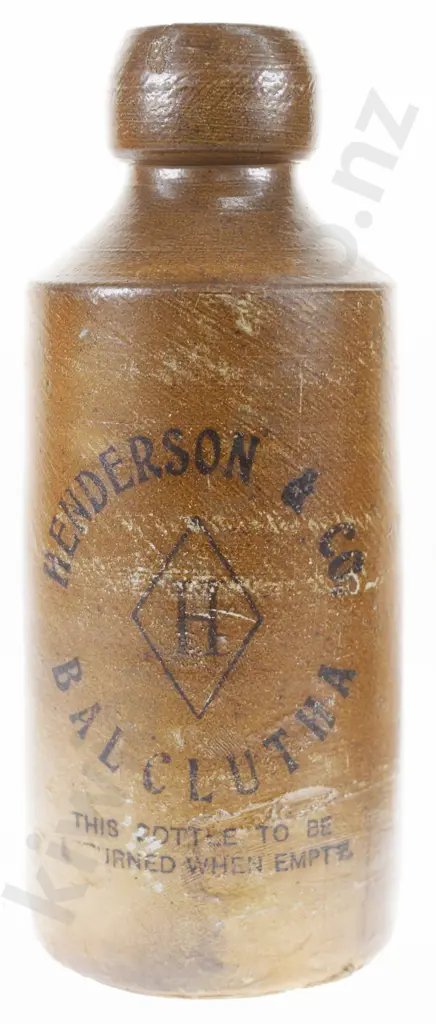 HENDERSON & CO.
H
BALCLUTHA
THIS BOTTLE TO BE
RETURNED WHEN EMPTY